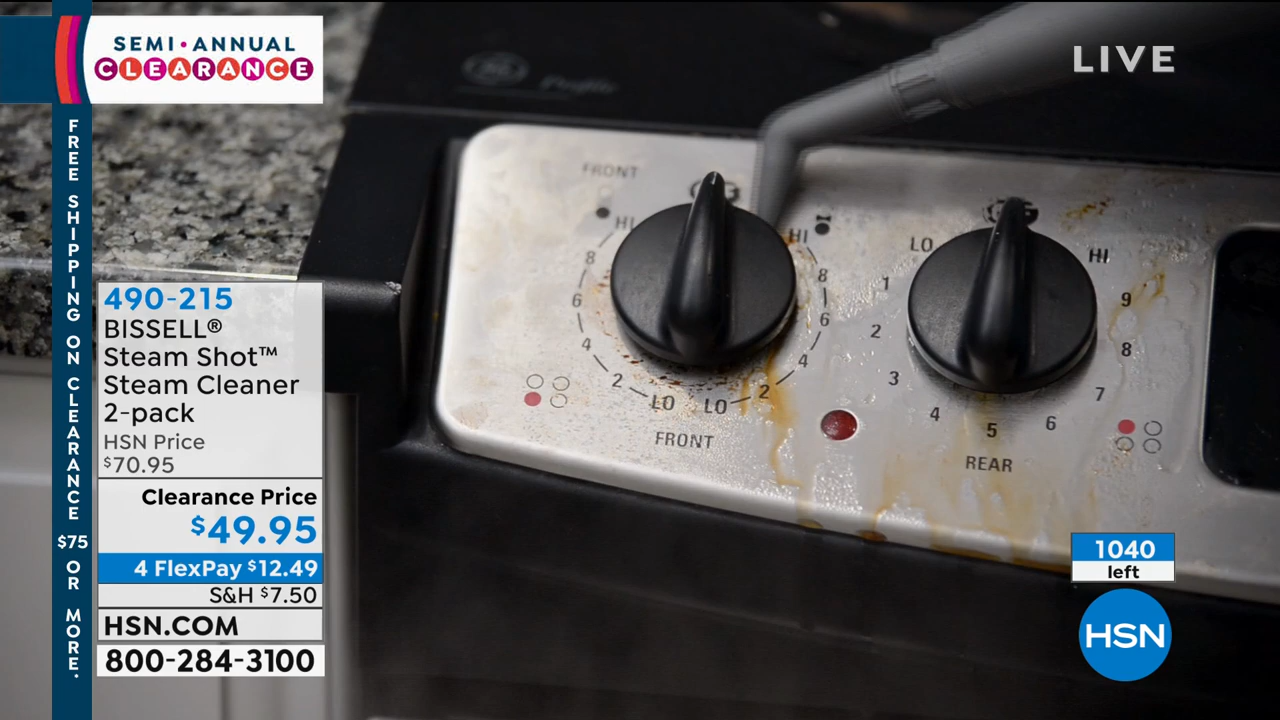 SEMI•ANNUAL
CLEARANCE
FREE SHIPPING ON CLEARANCE $75 OR MORE.
490-215
BISSELL®
Steam Shot™
Steam Cleaner
2-pack
HSN Price
$70.95
Clearance Price
$49.95
4 FlexPay $12.49
S&H $7.50
HSN.COM
800-284-3100
LIVE
Profile
FRONT
HI
8
6
4
2
LO
HI
8
6
4
2
LO
FRONT
LO
1
2
3
4
5
6
7
8
9
HI
REAR
1040
left
HSN